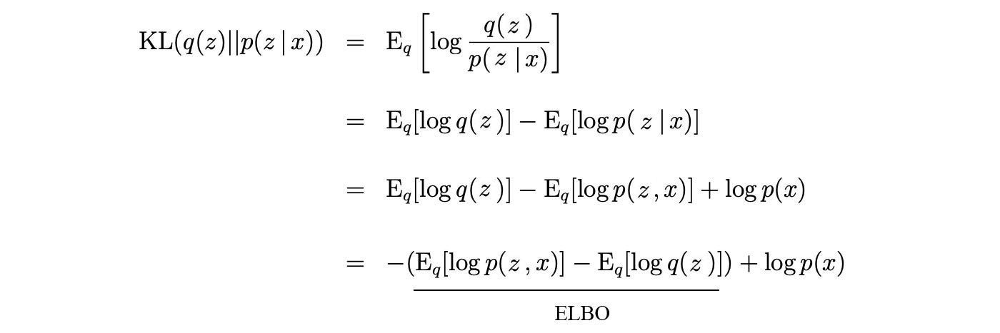 KL(q(z)||p(z|x)) = E_q [log q(z) / p(z|x)]
= E_q[log q(z)] − E_q[log p(z|x)]
= E_q[log q(z)] − E_q[log p(z,x)] + log p(x)
= −(E_q[log p(z,x)] − E_q[log q(z)]) + log p(x)
ELBO